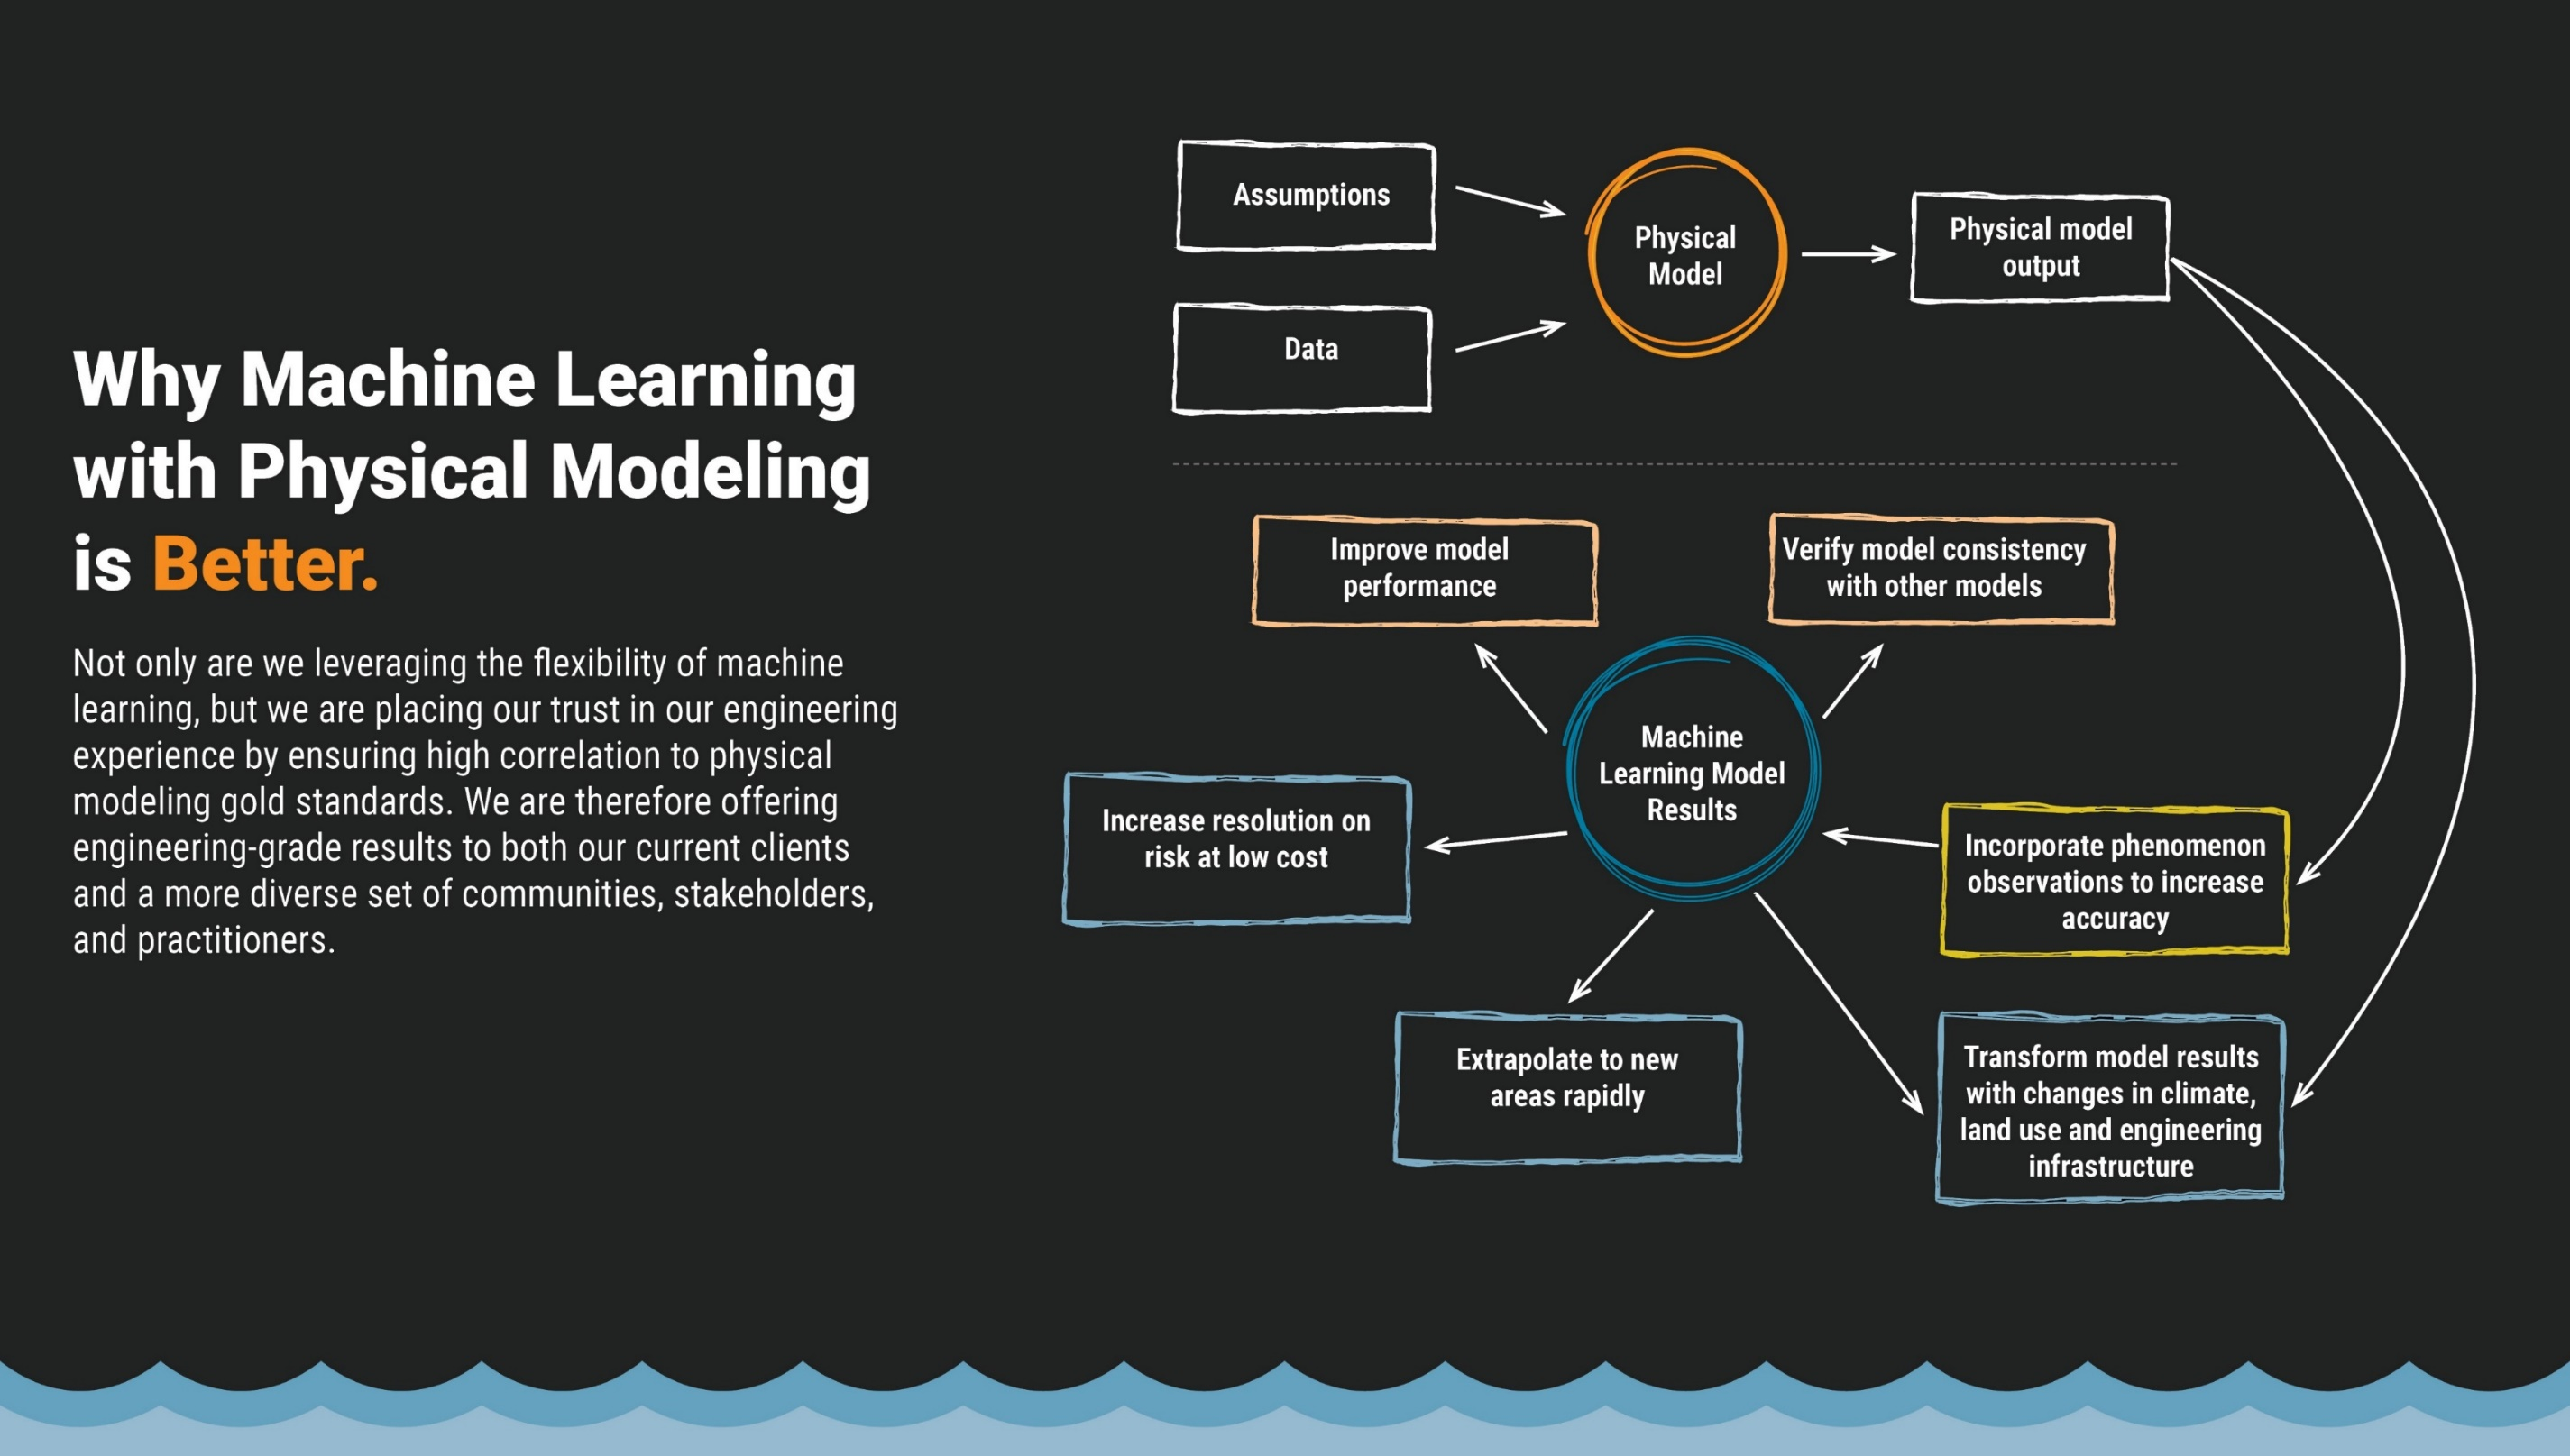 Why Machine Learning
with Physical Modeling
is Better.
Not only are we leveraging the flexibility of machine
learning, but we are placing our trust in our engineering
experience by ensuring high correlation to physical
modeling gold standards. We are therefore offering
engineering-grade results to both our current clients
and a more diverse set of communities, stakeholders,
and practitioners.
Assumptions
Data
Physical
Model
Physical model
output
Improve model
performance
Verify model consistency
with other models
Machine
Learning Model
Results
Increase resolution on
risk at low cost
Incorporate phenomenon
observations to increase
accuracy
Extrapolate to new
areas rapidly
Transform model results
with changes in climate,
land use and engineering
infrastructure